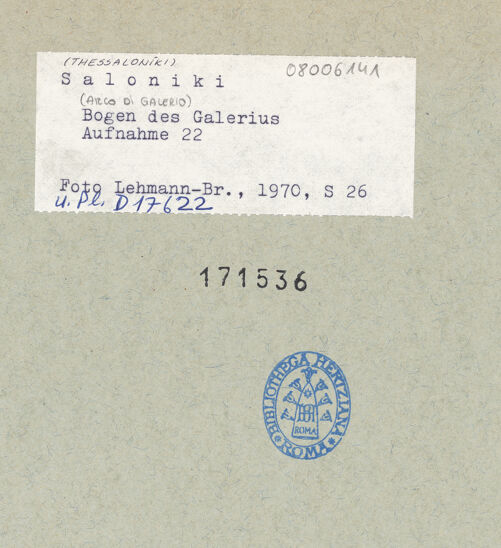 (THESSALONIKI) 08006141
Saloniki
(ARCO DI GALERIO)
Bogen des Galerius
Aufnahme 22
Foto Lehmann-Br., 1970, S 26
u. Pl. D17622
171536
BIBLIOTHECA HERTZIANA
ROMA
ROMA